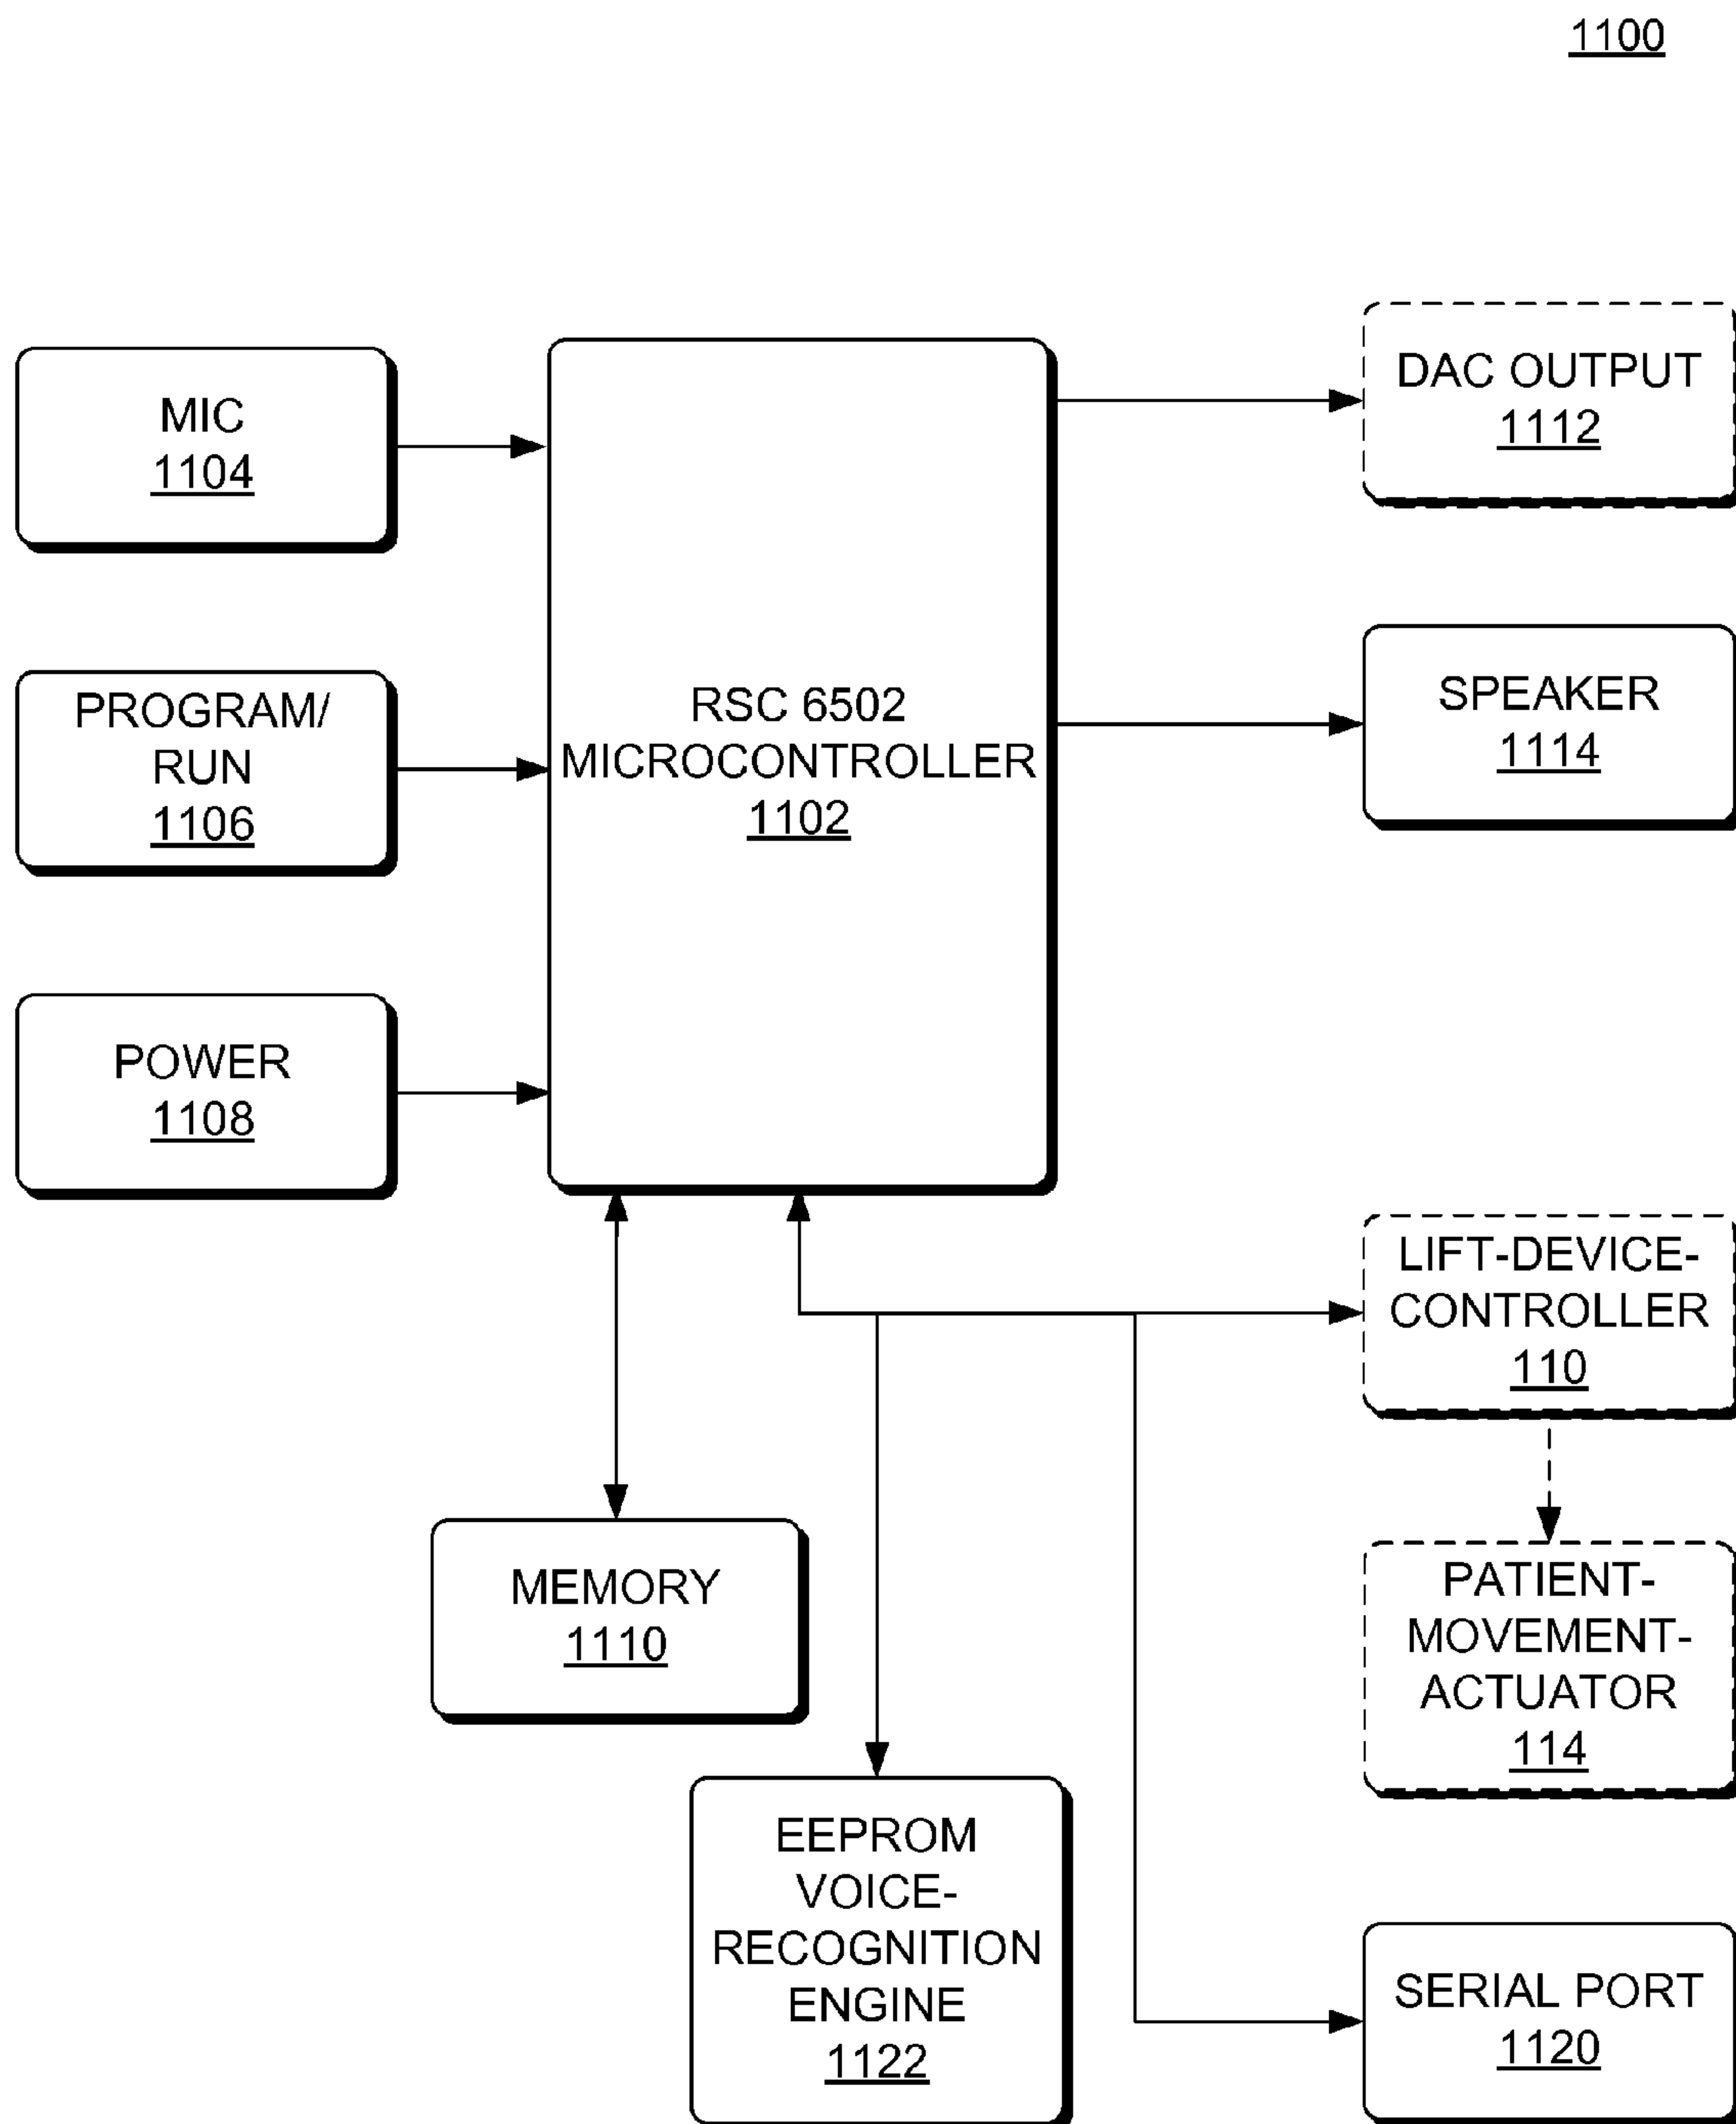 1100
MIC
1104
PROGRAM/
RUN
1106
POWER
1108
RSC 6502
MICROCONTROLLER
1102
DAC OUTPUT
1112
SPEAKER
1114
LIFT-DEVICE-
CONTROLLER
110
PATIENT-
MOVEMENT-
ACTUATOR
114
MEMORY
1110
EEPROM
VOICE-
RECOGNITION
ENGINE
1122
SERIAL PORT
1120